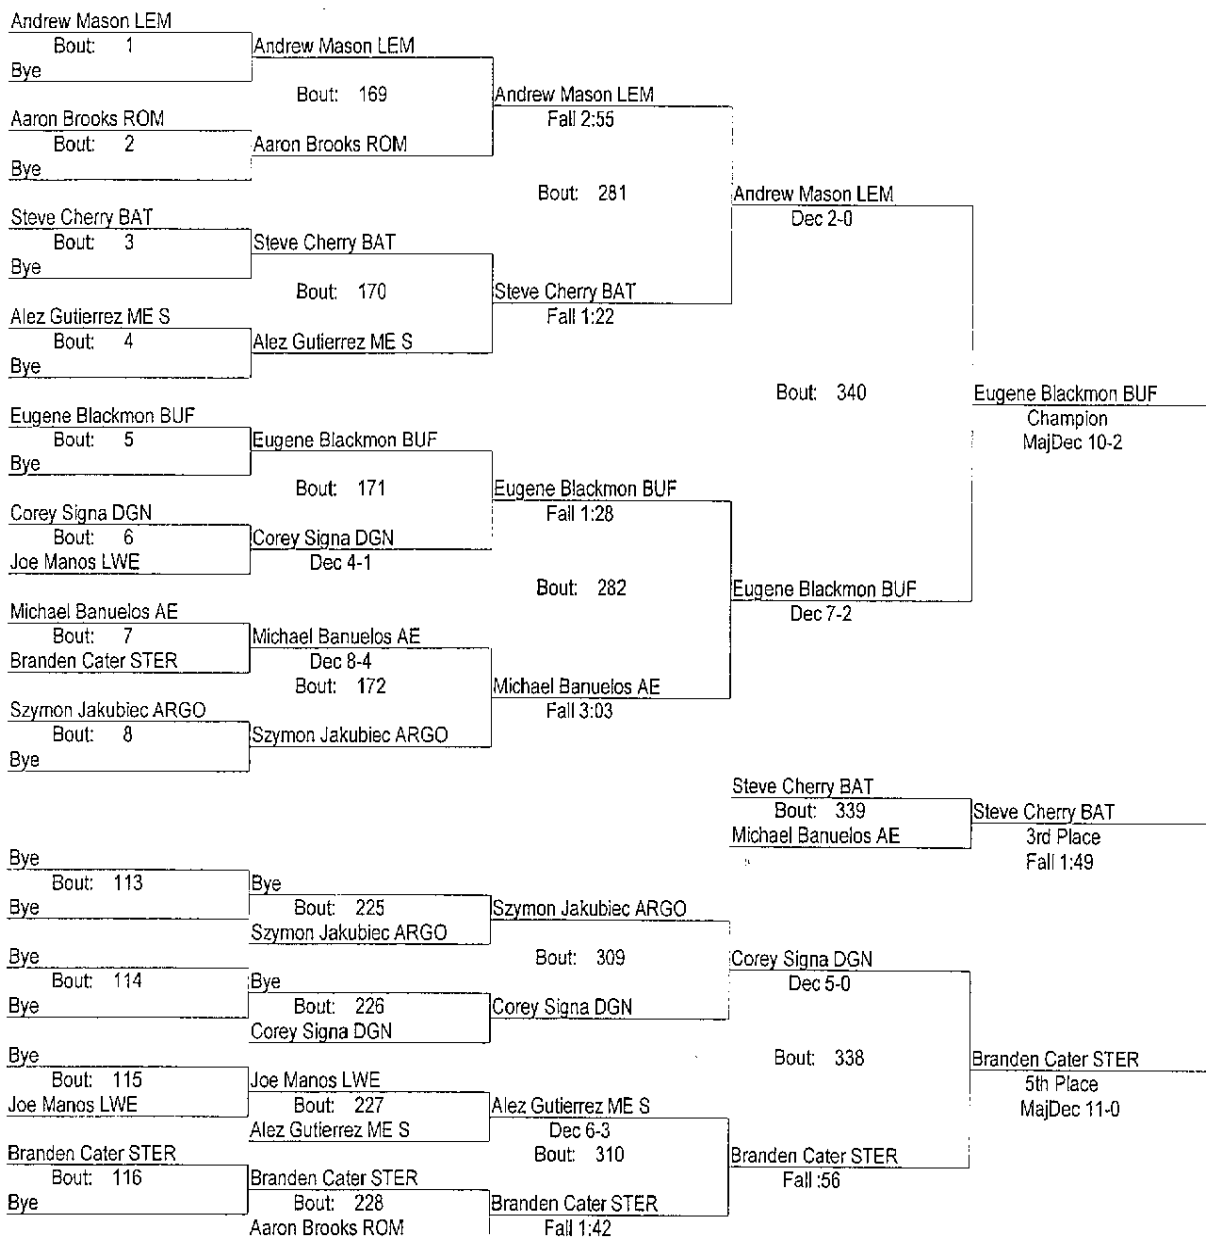 Andrew Mason LEM
Bout: 1
Bye
Andrew Mason LEM
Bout: 169
Aaron Brooks ROM
Bout: 2
Bye
Aaron Brooks ROM
Andrew Mason LEM
Fall 2:55
Bout: 281
Steve Cherry BAT
Bout: 3
Bye
Steve Cherry BAT
Bout: 170
Alez Gutierrez ME S
Bout: 4
Bye
Alez Gutierrez ME S
Steve Cherry BAT
Fall 1:22
Andrew Mason LEM
Dec 2-0
Bout: 340
Eugene Blackmon BUF
Champion
MajDec 10-2
Eugene Blackmon BUF
Bout: 5
Bye
Eugene Blackmon BUF
Bout: 171
Corey Signa DGN
Bout: 6
Joe Manos LWE
Corey Signa DGN
Dec 4-1
Eugene Blackmon BUF
Fall 1:28
Bout: 282
Eugene Blackmon BUF
Dec 7-2
Michael Banuelos AE
Bout: 7
Branden Cater STER
Michael Banuelos AE
Dec 8-4
Bout: 172
Szymon Jakubiec ARGO
Bout: 8
Bye
Szymon Jakubiec ARGO
Michael Banuelos AE
Fall 3:03
Steve Cherry BAT
Bout: 339
Michael Banuelos AE
Steve Cherry BAT
3rd Place
Fall 1:49
Bye
Bout: 113
Bye
Bye
Bout: 225
Szymon Jakubiec ARGO
Szymon Jakubiec ARGO
Bout: 309
Bye
Bout: 114
Bye
Bye
Bout: 226
Corey Signa DGN
Corey Signa DGN
Corey Signa DGN
Dec 5-0
Bout: 338
Branden Cater STER
5th Place
MajDec 11-0
Bye
Bout: 115
Joe Manos LWE
Joe Manos LWE
Bout: 227
Alez Gutierrez ME S
Alez Gutierrez ME S
Dec 6-3
Bout: 310
Branden Cater STER
Fall :56
Branden Cater STER
Bout: 116
Bye
Branden Cater STER
Bout: 228
Aaron Brooks ROM
Branden Cater STER
Fall 1:42